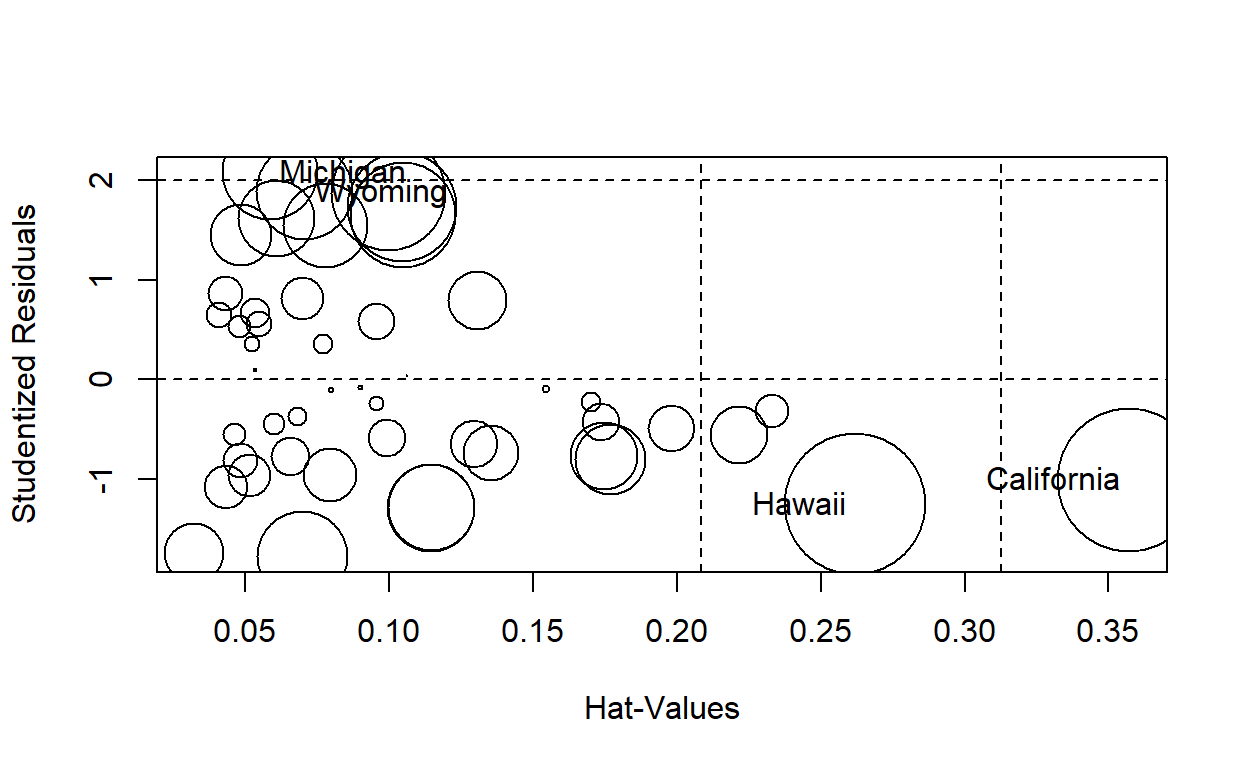 Studentized Residuals
2
1
0
-1
Michigan
Wyoming
Hawaii
California
0.05 0.10 0.15 0.20 0.25 0.30 0.35
Hat-Values